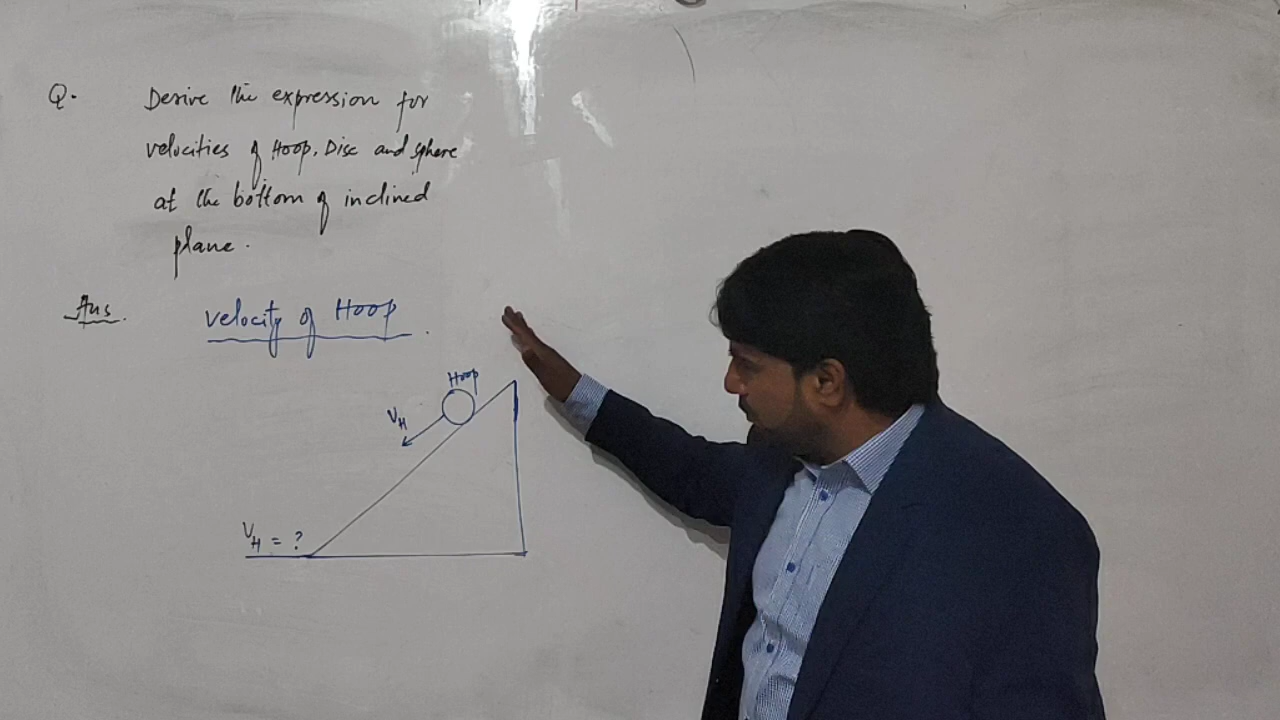 Q. Derive the expression for
velocities of Hoop, Disc and sphere
at the bottom of inclined
plane.
Ans. velocity of Hoop.
Hoop
VH
VH = ?